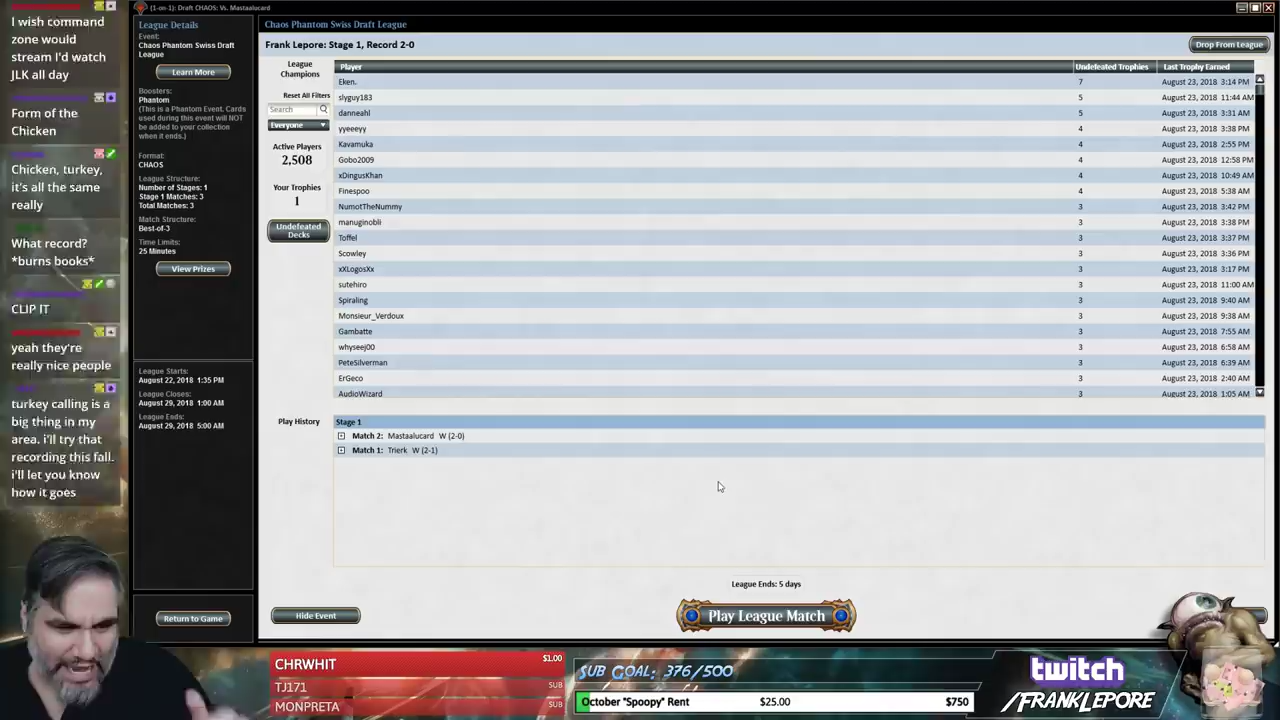 [1-on-1]: Draft CHAOS: Vs. Mastaalucard
I wish command
zone would
stream I'd watch
JLK all day
Form of the
Chicken
Chicken, turkey,
it's all the same
really
What record?
*burns books*
CLIP IT
yeah they're
really nice people
turkey calling is a
big thing in my
area. i'll try that
recording this fall.
i'll let you know
how it goes
League Details
Event:
Chaos Phantom Swiss Draft
League
Learn More
Boosters:
Phantom
(This is a Phantom Event. Cards
used during this event will NOT
be added to your collection
when it ends.)
Format:
CHAOS
League Structure:
Number of Stages: 1
Stage 1 Matches: 3
Total Matches: 3
Match Structure:
Best-of-3
Time Limits:
25 Minutes
View Prizes
League Starts:
August 22, 2018 1:35 PM
League Closes:
August 29, 2018 1:00 AM
League Ends:
August 29, 2018 5:00 AM
Return to Game
Chaos Phantom Swiss Draft League
Frank Lepore: Stage 1, Record 2-0
Drop From League
League
Champions
Reset All Filters
Search
Everyone
Active Players
2,508
Your Trophies
1
Undefeated
Decks
Player Undefeated Trophies Last Trophy Earned
Eken. 7 August 23, 2018 3:14 PM
slyguy183 5 August 23, 2018 11:44 AM
danneahl 5 August 23, 2018 3:31 AM
yyeeeyy 4 August 23, 2018 3:38 PM
Kavamuka 4 August 23, 2018 2:55 PM
Gobo2009 4 August 23, 2018 12:58 PM
xDingusKhan 4 August 23, 2018 10:49 AM
Finespoo 4 August 23, 2018 5:38 AM
NumotTheNummy 3 August 23, 2018 3:42 PM
manuginobli 3 August 23, 2018 3:38 PM
Toffel 3 August 23, 2018 3:37 PM
Scowley 3 August 23, 2018 3:36 PM
xXLogosXx 3 August 23, 2018 3:17 PM
sutehiro 3 August 23, 2018 11:00 AM
Spiraling 3 August 23, 2018 9:40 AM
Monsieur_Verdoux 3 August 23, 2018 9:38 AM
Gambatte 3 August 23, 2018 7:55 AM
whyseej00 3 August 23, 2018 6:58 AM
PeteSilverman 3 August 23, 2018 6:39 AM
ErGeco 3 August 23, 2018 2:40 AM
AudioWizard 3 August 23, 2018 1:05 AM
Play History
Stage 1
Match 2: Mastaalucard W (2-0)
Match 1: Trierk W (2-1)
League Ends: 5 days
Hide Event
Play League Match
CHRWHIT $1.00
TJ171 SUB
MONPRETA SUB
SUB GOAL: 376/500
October "Spoopy" Rent $25.00 $750
twitch
/FRANKLEPORE